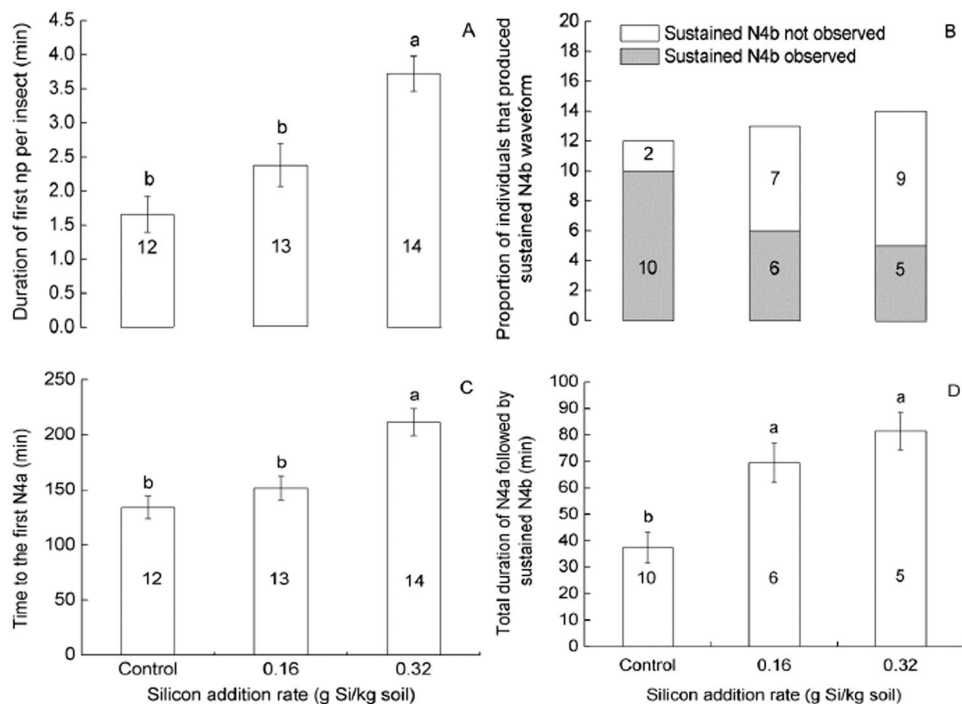 Duration of first np per insect (min)
4.5
4.0
3.5
3.0
2.5
2.0
1.5
1.0
0.5
0.0
A
b
b
a
12
13
14
Proportion of individuals that produced
sustained N4b waveform
20
18
16
14
12
10
8
6
4
2
0
Sustained N4b not observed
Sustained N4b observed
B
2
7
9
10
6
5
Time to the first N4a (min)
250
200
150
100
50
0
C
b
b
a
12
13
14
Control
0.16
0.32
Silicon addition rate (g Si/kg soil)
Total duration of N4a followed by
sustained N4b (min)
100
90
80
70
60
50
40
30
20
10
0
D
b
a
a
10
6
5
Control
0.16
0.32
Silicon addition rate (g Si/kg soil)